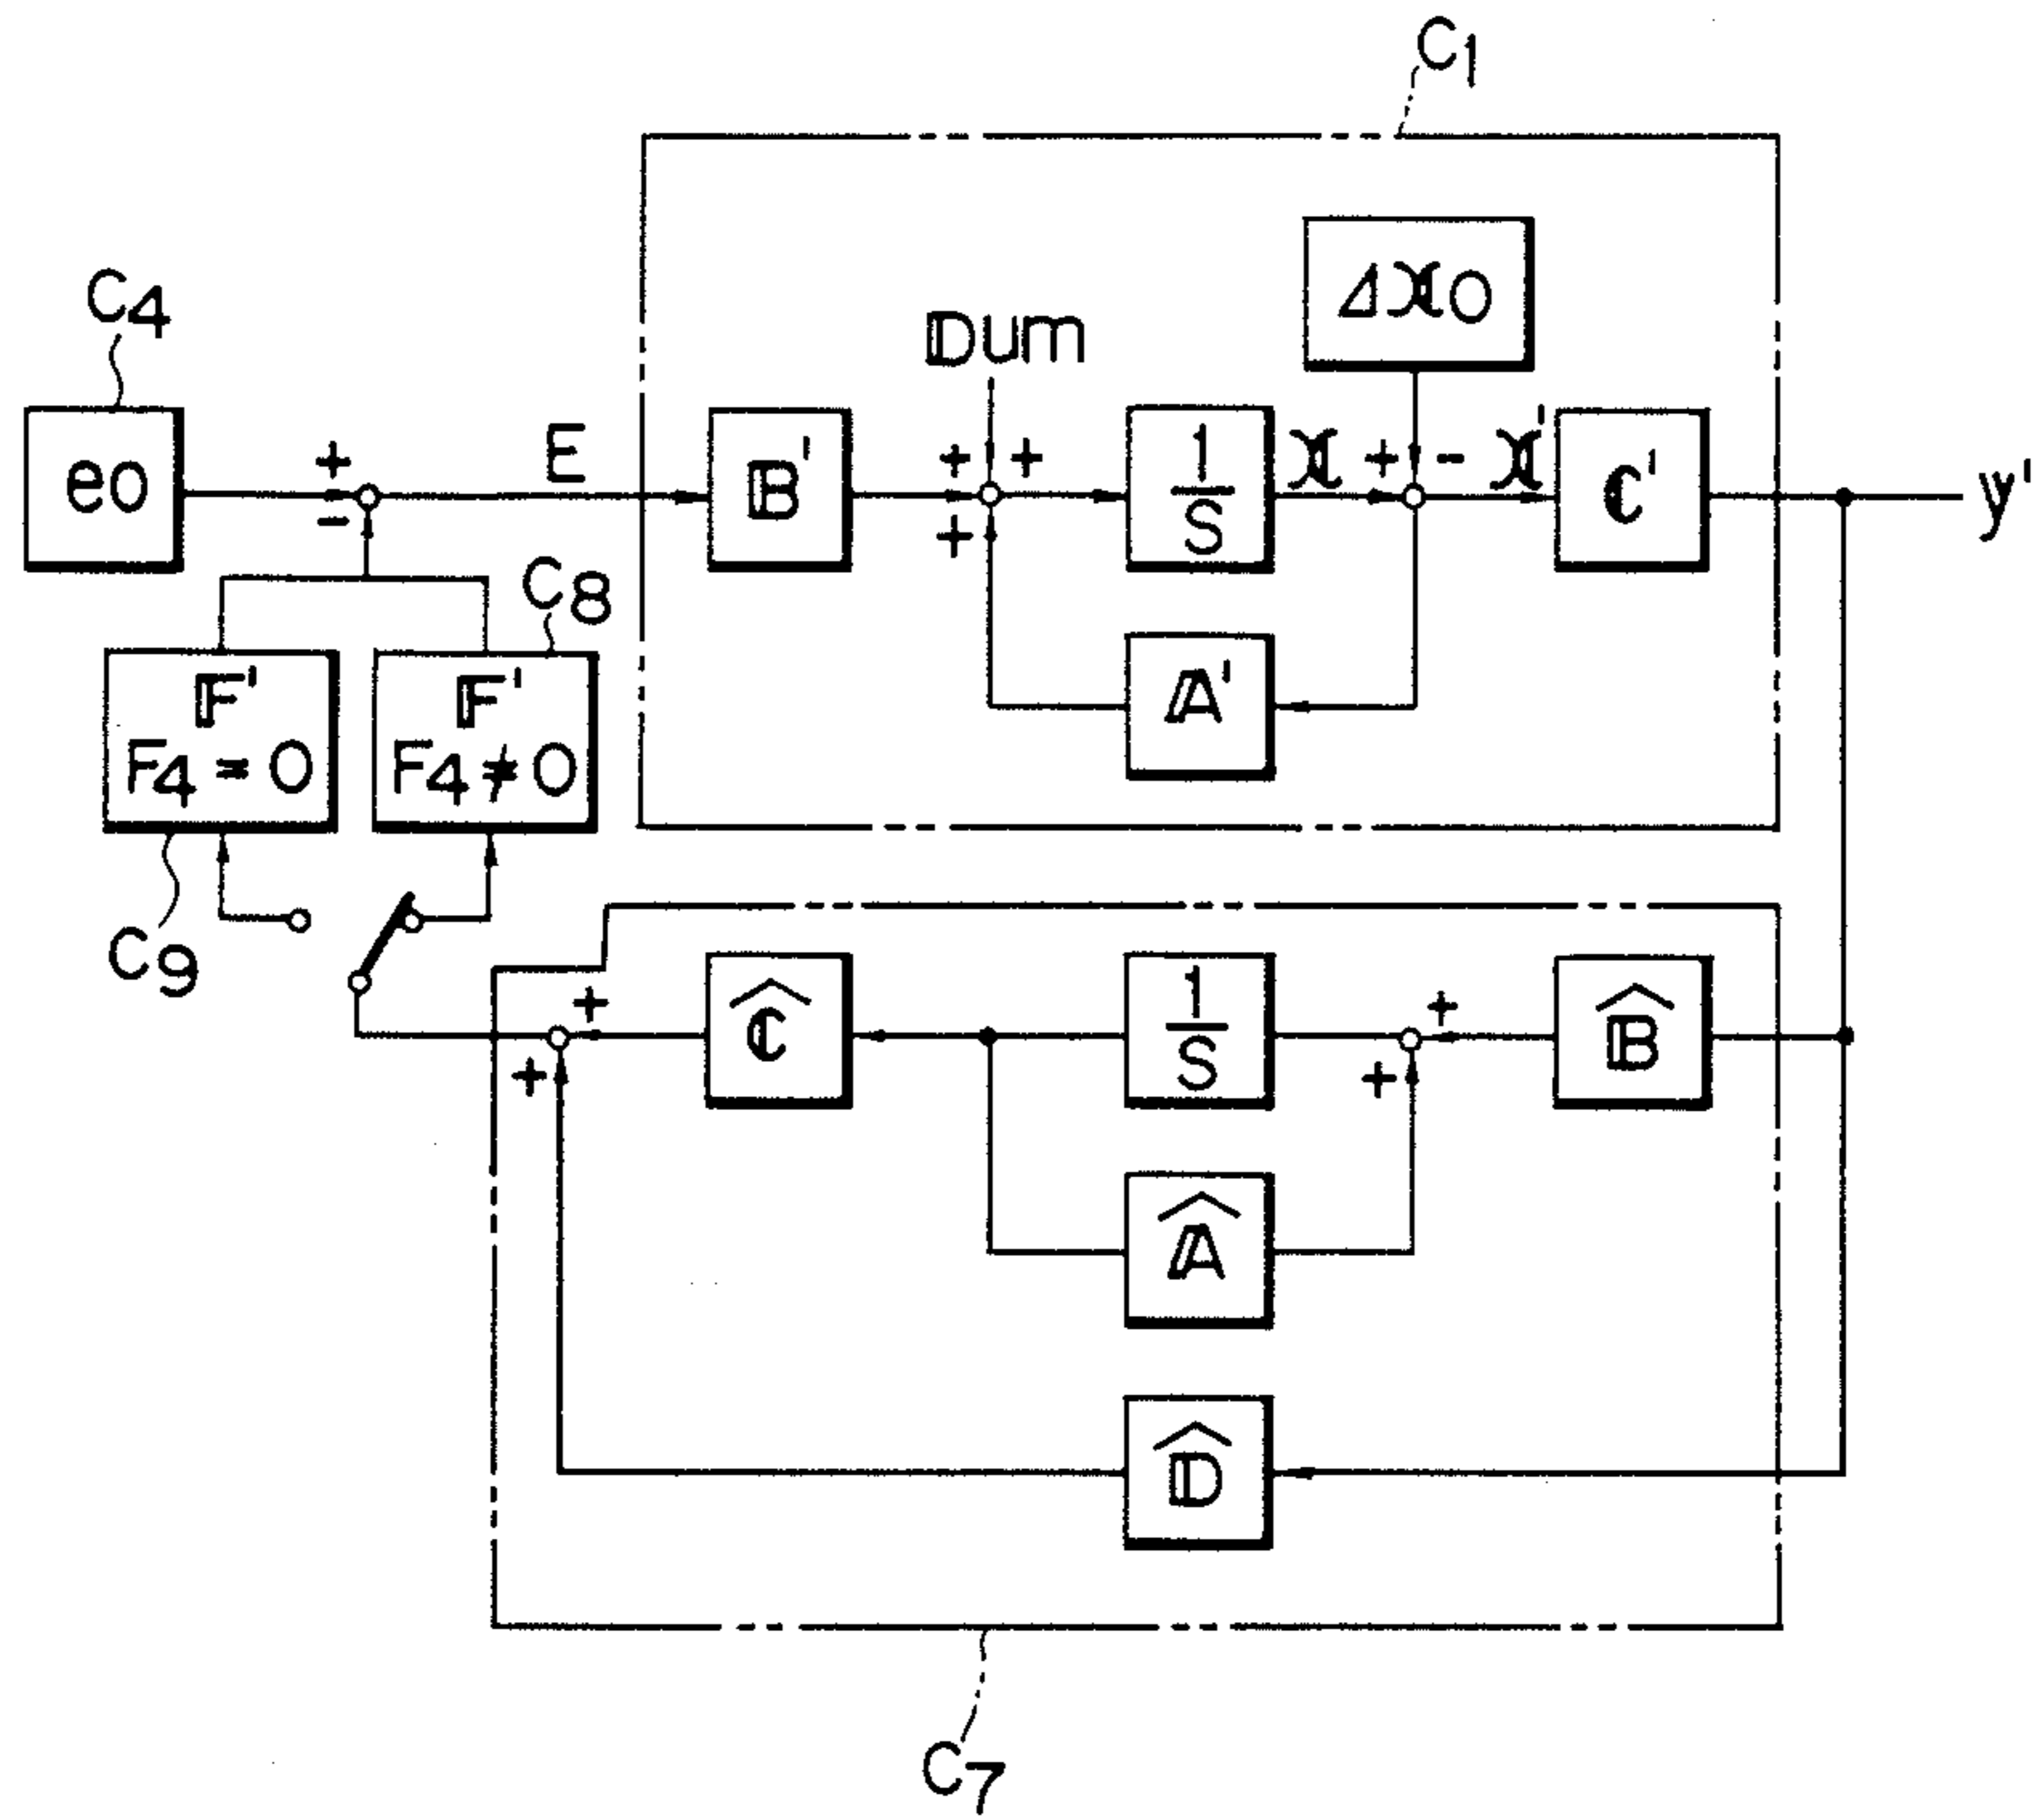 C1
ΔX0
C4
Dum
e0
+
-
E
B'
+ +
+
1/S
X + - X'
C'
y'
C8
F'
F4 = 0
F'
F4 ≠ 0
A'
C9
+
+
Ĉ
1/S
+
+
B̂
Â
D̂
C7